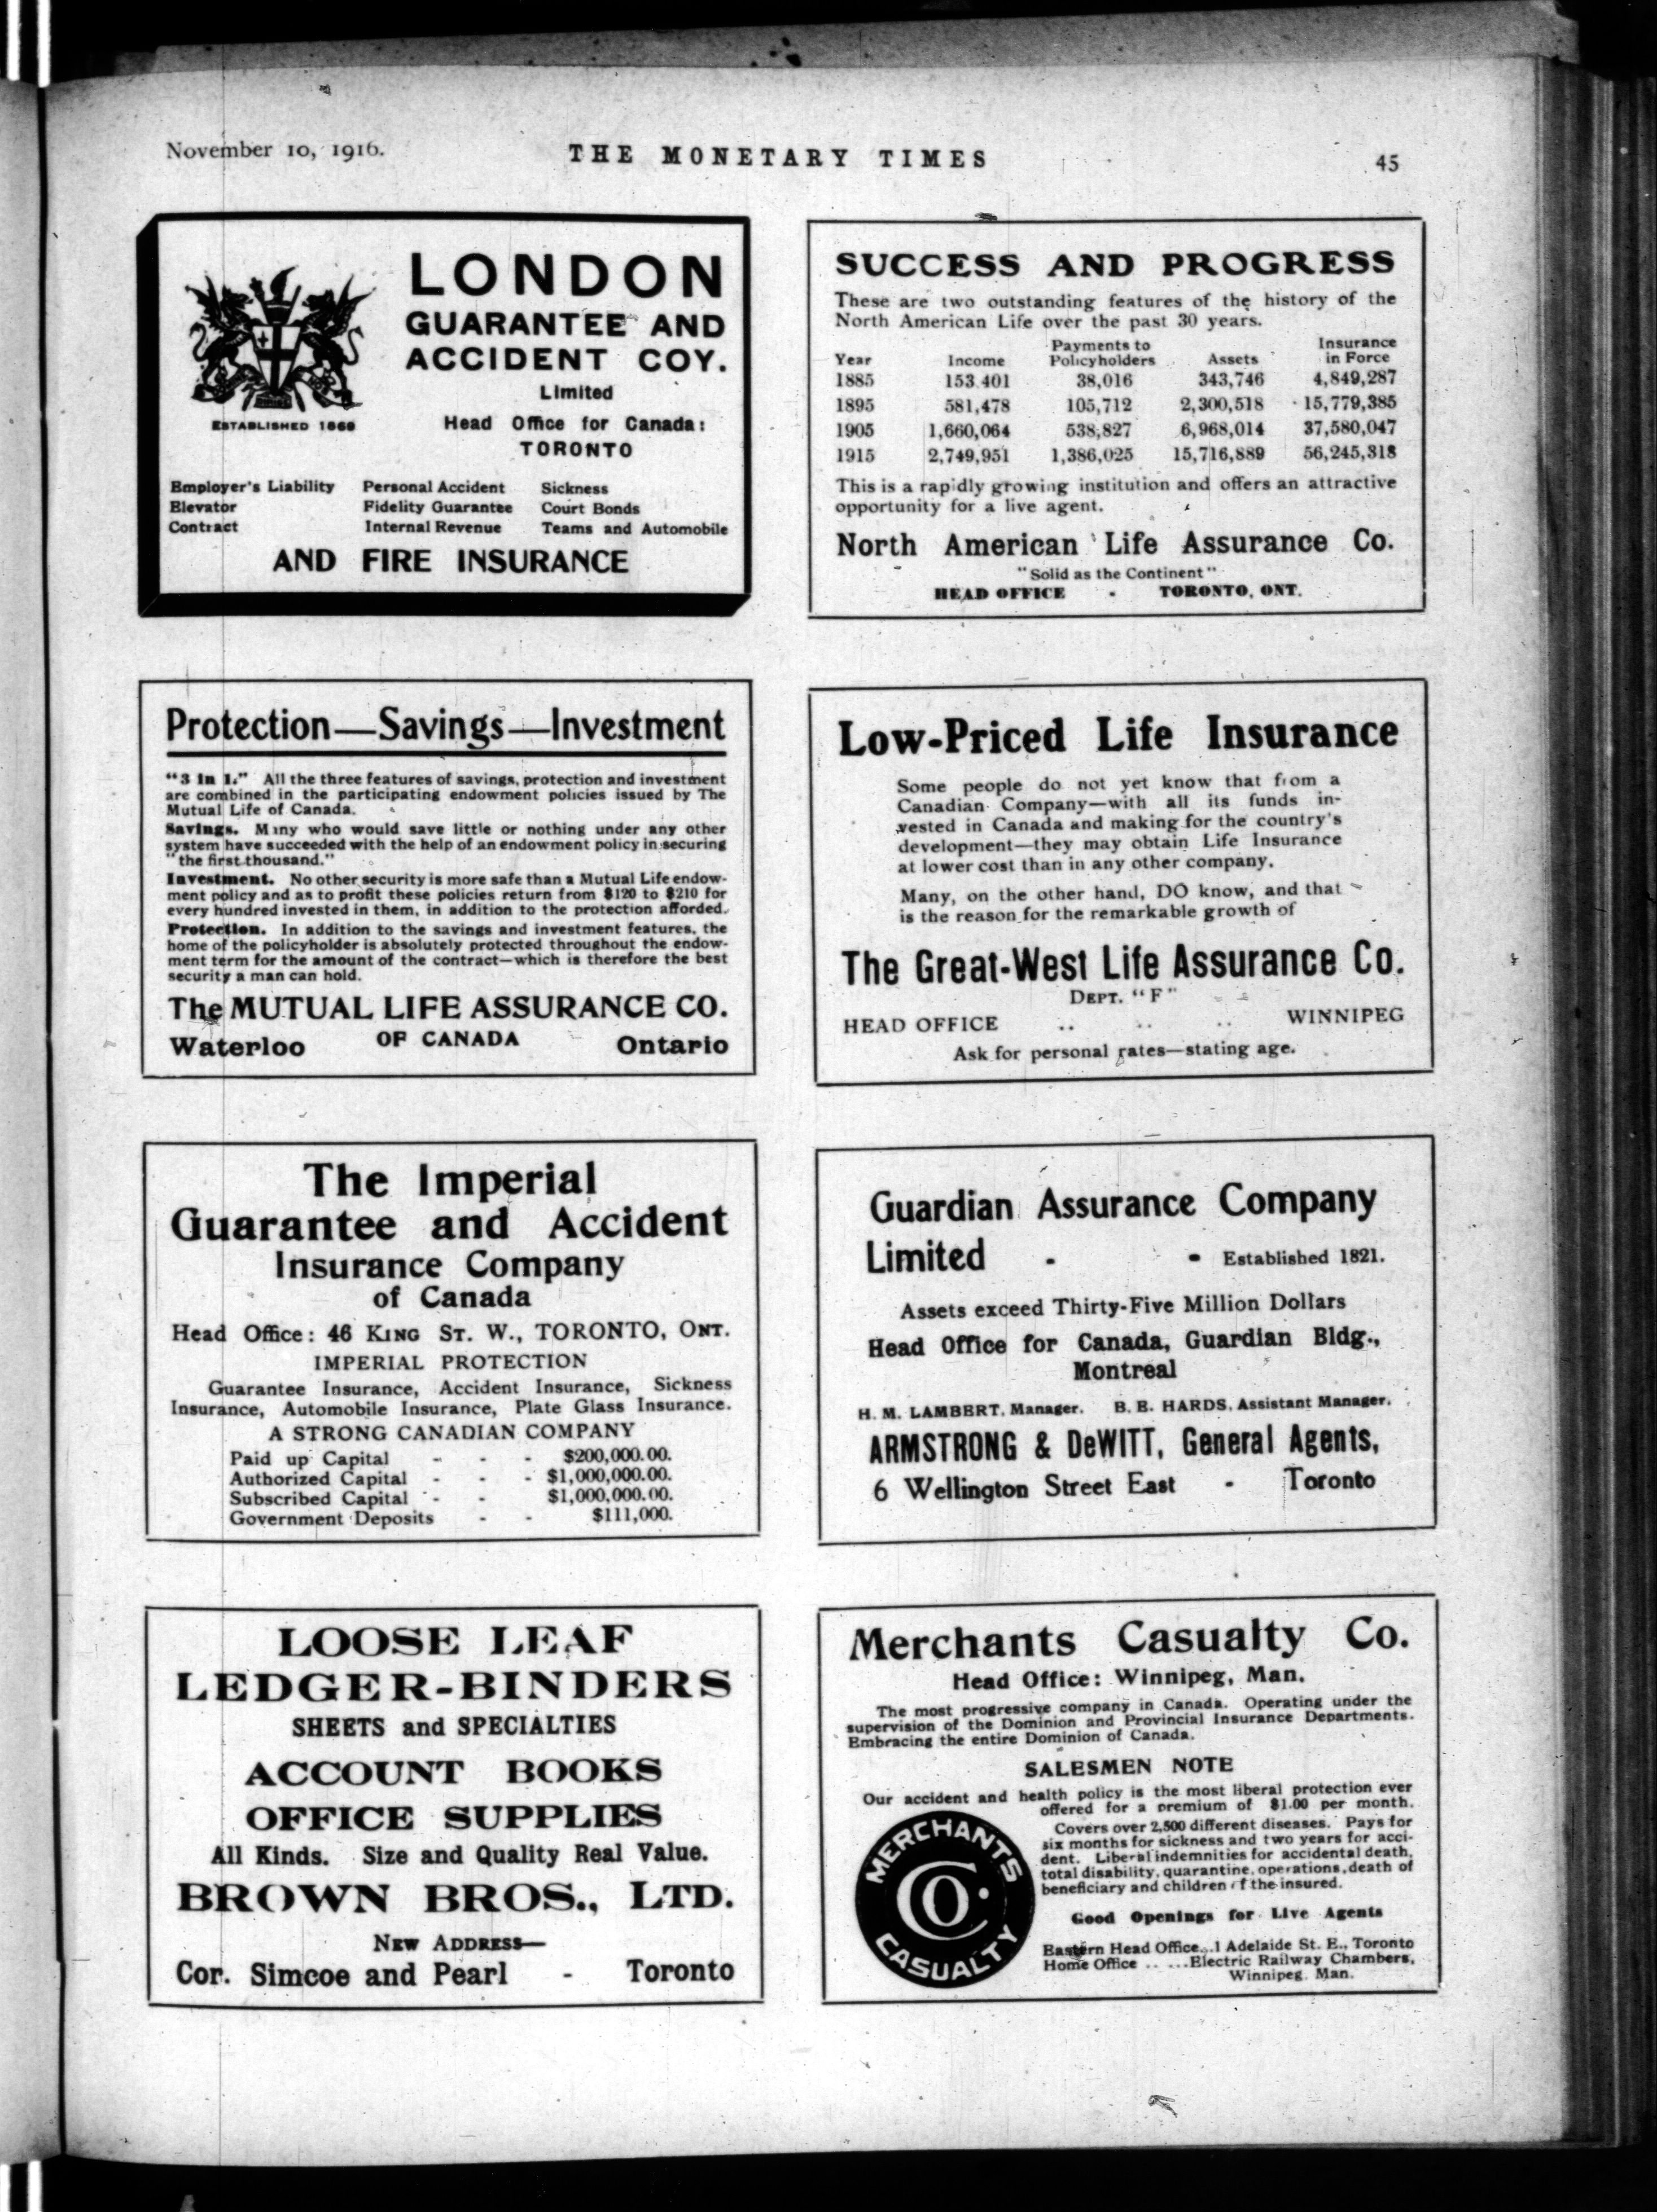 November 10, 1916.
THE MONETARY TIMES
45
LONDON
GUARANTEE AND
ACCIDENT COY.
Limited
ESTABLISHED 1869
Head Office for Canada:
TORONTO
Employer's Liability Personal Accident Sickness
Elevator Fidelity Guarantee Court Bonds
Contract Internal Revenue Teams and Automobile
AND FIRE INSURANCE
SUCCESS AND PROGRESS
These are two outstanding features of the history of the
North American Life over the past 30 years.
Year Income Payments to Policyholders Assets Insurance in Force
1885 153,401 38,016 343,746 4,849,287
1895 581,478 105,712 2,300,518 15,779,385
1905 1,660,064 538,827 6,968,014 37,580,047
1915 2,749,951 1,386,025 15,716,889 56,245,318
This is a rapidly growing institution and offers an attractive
opportunity for a live agent.
North American Life Assurance Co.
"Solid as the Continent"
HEAD OFFICE - TORONTO, ONT.
Protection—Savings—Investment
"3 in 1." All the three features of savings, protection and investment
are combined in the participating endowment policies issued by The
Mutual Life of Canada.
Savings. Many who would save little or nothing under any other
system have succeeded with the help of an endowment policy in securing
"the first thousand."
Investment. No other security is more safe than a Mutual Life endow-
ment policy and as to profit these policies return from $120 to $210 for
every hundred invested in them, in addition to the protection afforded.
Protection. In addition to the savings and investment features, the
home of the policyholder is absolutely protected throughout the endow-
ment term for the amount of the contract—which is therefore the best
security a man can hold.
The MUTUAL LIFE ASSURANCE CO.
OF CANADA
Waterloo Ontario
Low-Priced Life Insurance
Some people do not yet know that from a
Canadian Company—with all its funds in-
vested in Canada and making for the country's
development—they may obtain Life Insurance
at lower cost than in any other company.
Many, on the other hand, DO know, and that
is the reason for the remarkable growth of
The Great-West Life Assurance Co.
DEPT. "F"
HEAD OFFICE .. .. .. WINNIPEG
Ask for personal rates—stating age.
The Imperial
Guarantee and Accident
Insurance Company
of Canada
Head Office: 46 KING ST. W., TORONTO, ONT.
IMPERIAL PROTECTION
Guarantee Insurance, Accident Insurance, Sickness
Insurance, Automobile Insurance, Plate Glass Insurance.
A STRONG CANADIAN COMPANY
Paid up Capital - - - $200,000.00.
Authorized Capital - - - $1,000,000.00.
Subscribed Capital - - $1,000,000.00.
Government Deposits - - $111,000.
Guardian Assurance Company
Limited - - Established 1821.
Assets exceed Thirty-Five Million Dollars
Head Office for Canada, Guardian Bldg.,
Montreal
H. M. LAMBERT, Manager. B. E. HARDS, Assistant Manager.
ARMSTRONG & DeWITT, General Agents,
6 Wellington Street East - Toronto
LOOSE LEAF
LEDGER-BINDERS
SHEETS and SPECIALTIES
ACCOUNT BOOKS
OFFICE SUPPLIES
All Kinds. Size and Quality Real Value.
BROWN BROS., LTD.
NEW ADDRESS—
Cor. Simcoe and Pearl - Toronto
Merchants Casualty Co.
Head Office: Winnipeg, Man.
The most progressive company in Canada. Operating under the
supervision of the Dominion and Provincial Insurance Departments.
Embracing the entire Dominion of Canada.
SALESMEN NOTE
Our accident and health policy is the most liberal protection ever
offered for a premium of $1.00 per month.
Covers over 2,500 different diseases. Pays for
six months for sickness and two years for acci-
dent. Liberal indemnities for accidental death,
total disability, quarantine, operations, death of
beneficiary and children of the insured.
Good Openings for Live Agents
Eastern Head Office...1 Adelaide St. E., Toronto
Home Office .. ...Electric Railway Chambers,
Winnipeg, Man.
MERCHANTS
CO.
CASUALTY